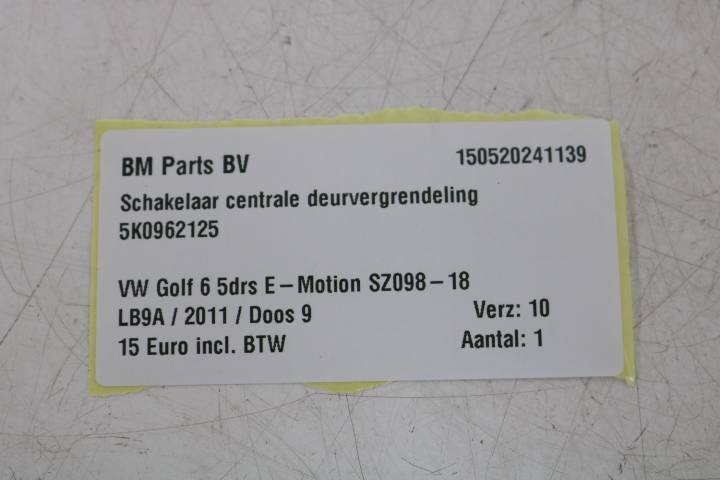 BM Parts BV 150520241139
Schakelaar centrale deurvergrendeling
5K0962125
VW Golf 6 5drs E-Motion SZ098-18
LB9A / 2011 / Doos 9 Verz: 10
15 Euro incl. BTW Aantal: 1